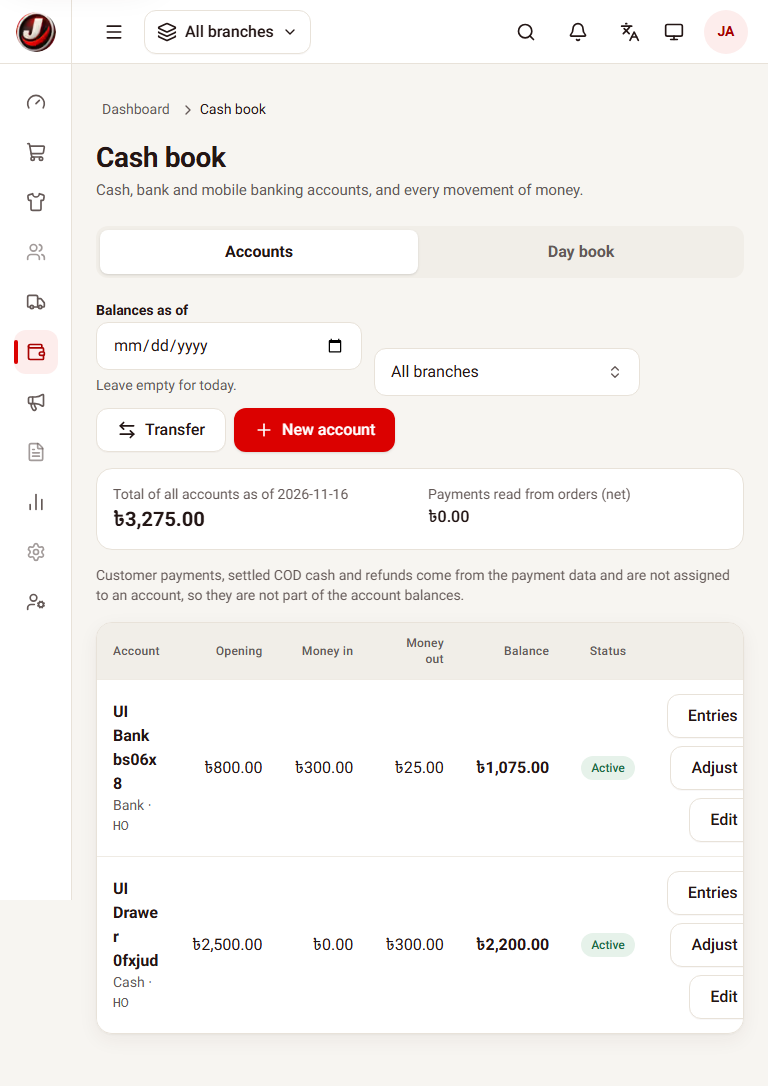 J
All branches
JA
Dashboard > Cash book
Cash book
Cash, bank and mobile banking accounts, and every movement of money.
Accounts
Day book
Balances as of
mm/dd/yyyy
Leave empty for today.
All branches
Transfer
+ New account
Total of all accounts as of 2026-11-16
৳3,275.00
Payments read from orders (net)
৳0.00
Customer payments, settled COD cash and refunds come from the payment data and are not assigned
to an account, so they are not part of the account balances.
Account Opening Money in Money out Balance Status
UI
Bank
bs06x
8
Bank ·
HO
৳800.00 ৳300.00 ৳25.00 ৳1,075.00 Active
Entries
Adjust
Edit
UI
Drawe
r
0fxjud
Cash ·
HO
৳2,500.00 ৳0.00 ৳300.00 ৳2,200.00 Active
Entries
Adjust
Edit